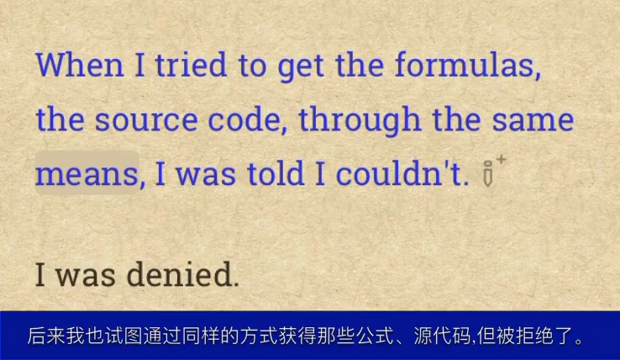 When I tried to get the formulas,
the source code, through the same
means, I was told I couldn't.
I was denied.
后来我也试图通过同样的方式获得那些公式、源代码,但被拒绝了。